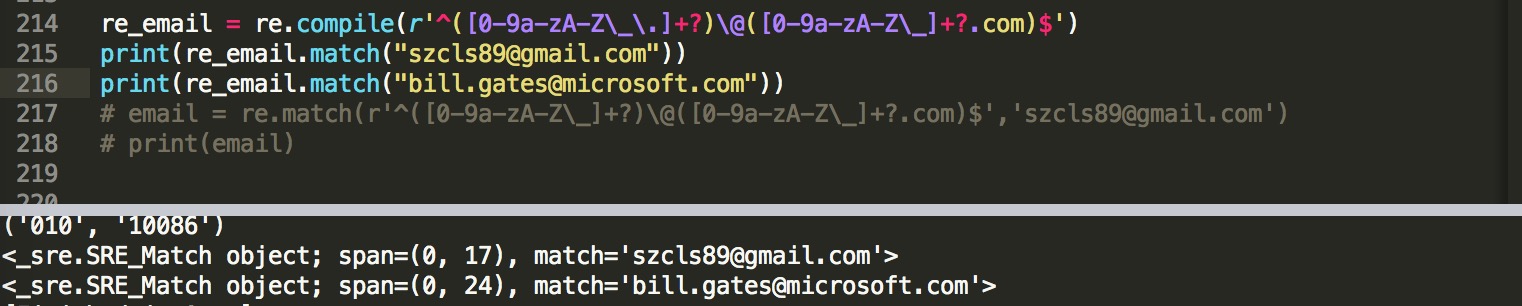 214 re_email = re.compile(r'^([0-9a-zA-Z\_\.]+?)\@([0-9a-zA-Z\_]+?.com)$')
215 print(re_email.match("szcls89@gmail.com"))
216 print(re_email.match("bill.gates@microsoft.com"))
217 # email = re.match(r'^([0-9a-zA-Z\_]+?)\@([0-9a-zA-Z\_]+?.com)$','szcls89@gmail.com')
218 # print(email)
219
220
('010', '10086')
<_sre.SRE_Match object; span=(0, 17), match='szcls89@gmail.com'>
<_sre.SRE_Match object; span=(0, 24), match='bill.gates@microsoft.com'>